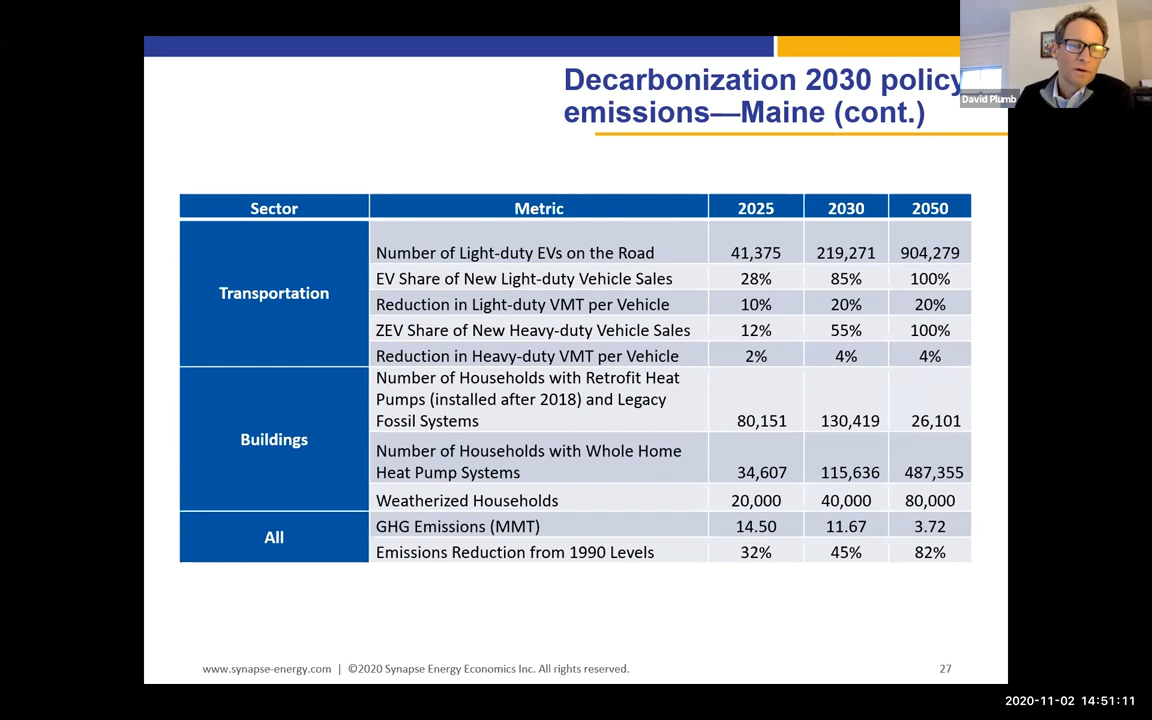 Decarbonization 2030 policy
emissions—Maine (cont.)
David Plumb
Sector Metric 2025 2030 2050
Transportation
Number of Light-duty EVs on the Road 41,375 219,271 904,279
EV Share of New Light-duty Vehicle Sales 28% 85% 100%
Reduction in Light-duty VMT per Vehicle 10% 20% 20%
ZEV Share of New Heavy-duty Vehicle Sales 12% 55% 100%
Reduction in Heavy-duty VMT per Vehicle 2% 4% 4%
Buildings
Number of Households with Retrofit Heat
Pumps (installed after 2018) and Legacy
Fossil Systems 80,151 130,419 26,101
Number of Households with Whole Home
Heat Pump Systems 34,607 115,636 487,355
Weatherized Households 20,000 40,000 80,000
All
GHG Emissions (MMT) 14.50 11.67 3.72
Emissions Reduction from 1990 Levels 32% 45% 82%
www.synapse-energy.com | ©2020 Synapse Energy Economics Inc. All rights reserved. 27
2020-11-02 14:51:11